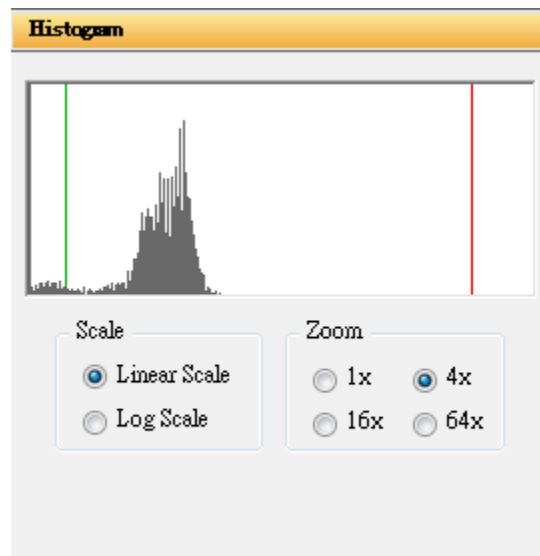 Histogram
Scale
Linear Scale
Log Scale
Zoom
1x
4x
16x
64x